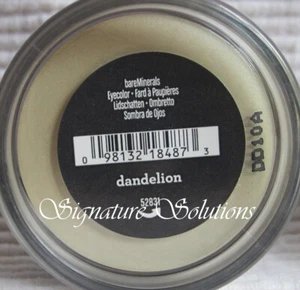 bareMinerals
Eyecolor · Fard à Paupières
Lidschatten · Ombretto
Sombra de Ojos
0 98132 18487 3
dandelion
Signature Solutions
52831
DD10A